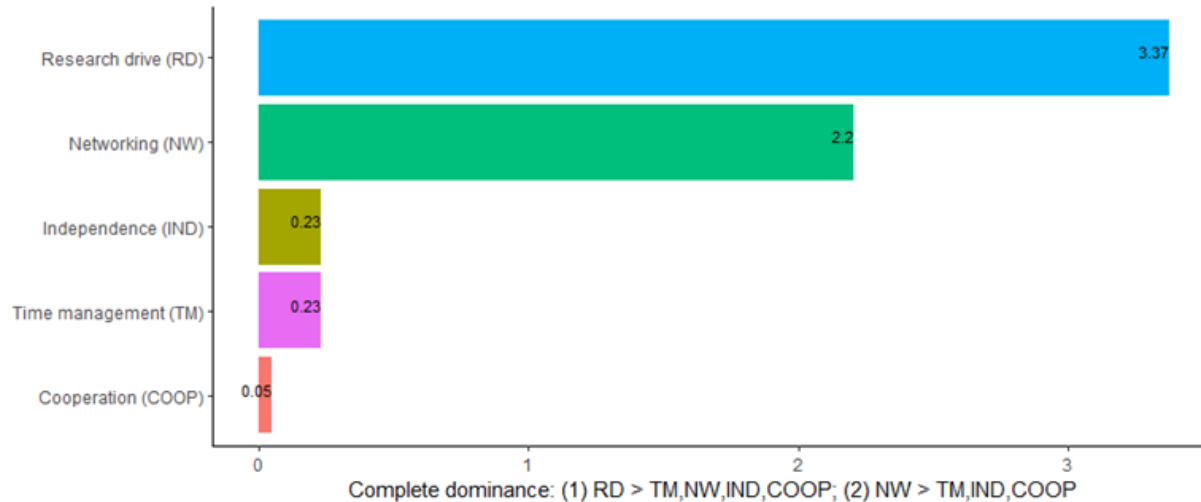 Research drive (RD) 3.37
Networking (NW) 2.2
Independence (IND) 0.23
Time management (TM) 0.23
Cooperation (COOP) 0.05
0 1 2 3
Complete dominance: (1) RD > TM,NW,IND,COOP; (2) NW > TM,IND,COOP